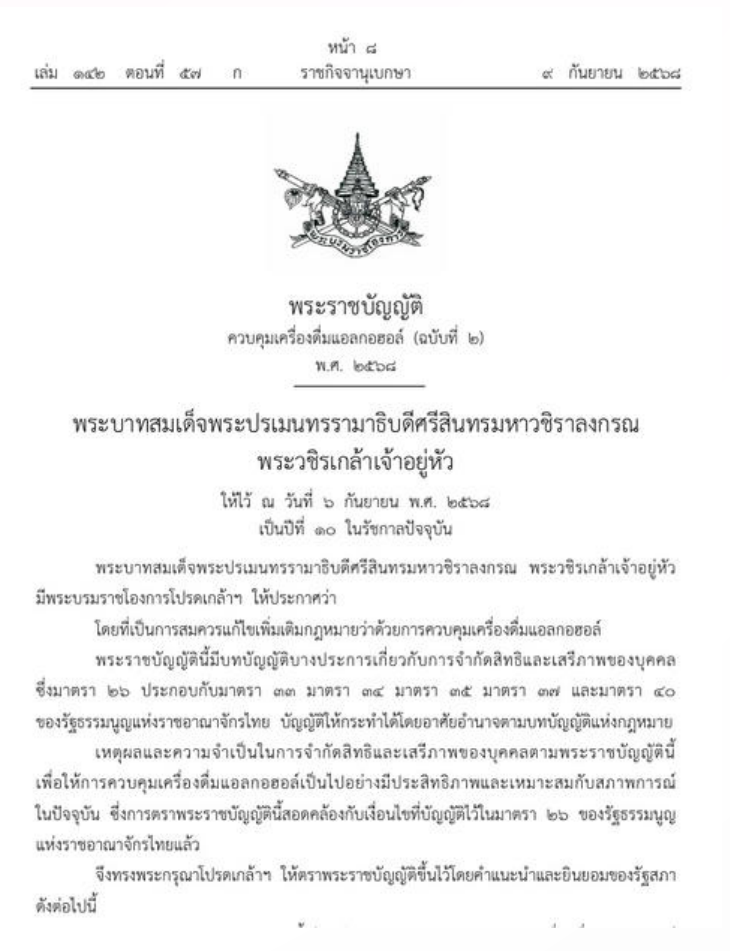 หน้า ๘
เล่ม ๑๔๒ ตอนที่ ๕๗ ก ราชกิจจานุเบกษา ๙ กันยายน ๒๕๖๘
พระบรมราชโองการ
พระราชบัญญัติ
ควบคุมเครื่องดื่มแอลกอฮอล์ (ฉบับที่ ๒)
พ.ศ. ๒๕๖๘
พระบาทสมเด็จพระปรเมนทรรามาธิบดีศรีสินทรมหาวชิราลงกรณ
พระวชิรเกล้าเจ้าอยู่หัว
ให้ไว้ ณ วันที่ ๖ กันยายน พ.ศ. ๒๕๖๘
เป็นปีที่ ๑๐ ในรัชกาลปัจจุบัน
พระบาทสมเด็จพระปรเมนทรรามาธิบดีศรีสินทรมหาวชิราลงกรณ พระวชิรเกล้าเจ้าอยู่หัว
มีพระบรมราชโองการโปรดเกล้าฯ ให้ประกาศว่า
โดยที่เป็นการสมควรแก้ไขเพิ่มเติมกฎหมายว่าด้วยการควบคุมเครื่องดื่มแอลกอฮอล์
พระราชบัญญัตินี้มีบทบัญญัติบางประการเกี่ยวกับการจำกัดสิทธิและเสรีภาพของบุคคล
ซึ่งมาตรา ๒๖ ประกอบกับมาตรา ๓๓ มาตรา ๓๔ มาตรา ๓๕ มาตรา ๓๗ และมาตรา ๔๐
ของรัฐธรรมนูญแห่งราชอาณาจักรไทย บัญญัติให้กระทำได้โดยอาศัยอำนาจตามบทบัญญัติแห่งกฎหมาย
เหตุผลและความจำเป็นในการจำกัดสิทธิและเสรีภาพของบุคคลตามพระราชบัญญัตินี้
เพื่อให้การควบคุมเครื่องดื่มแอลกอฮอล์เป็นไปอย่างมีประสิทธิภาพและเหมาะสมกับสภาพการณ์
ในปัจจุบัน ซึ่งการตราพระราชบัญญัตินี้สอดคล้องกับเงื่อนไขที่บัญญัติไว้ในมาตรา ๒๖ ของรัฐธรรมนูญ
แห่งราชอาณาจักรไทยแล้ว
จึงทรงพระกรุณาโปรดเกล้าฯ ให้ตราพระราชบัญญัติขึ้นไว้โดยคำแนะนำและยินยอมของรัฐสภา
ดังต่อไปนี้